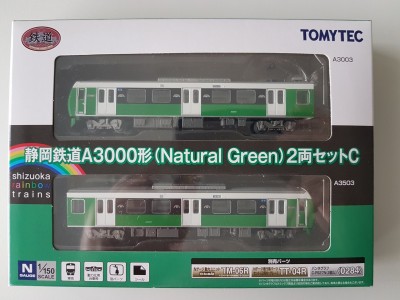 鉄道
TOMYTEC
A3003
静岡鉄道A3000形(Natural Green)2両セットC
shizuoka
rainbow
trains
A3503
N
GAUGE
1/150
SCALE
別売パーツ
TM-06R
TT-04R
(0284)